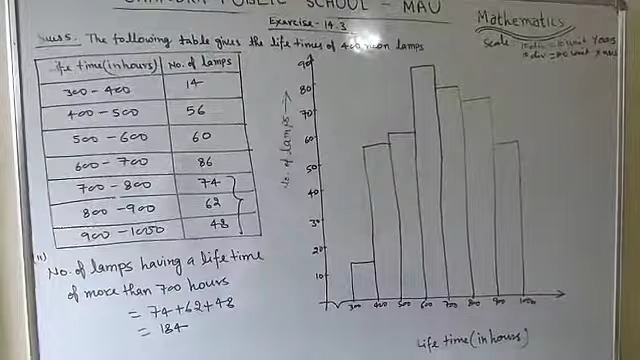 PUBLIC SCHOOL - MAU
Exercise-14.3
Mathematics
The following table gives the life times of 400 neon lamps
Scale
Life time (in hours) No. of lamps
300-400 14
400-500 56
500-600 60
600-700 86
700-800 74
800-900 62
900-1000 48
(ii)
No. of lamps having a life time
of more than 700 hours
= 74+62+48
= 184
No. of lamps
90
80
70
60
50
40
30
20
10
300 400 500 600 700 800 900 1000
Life time (in hours)